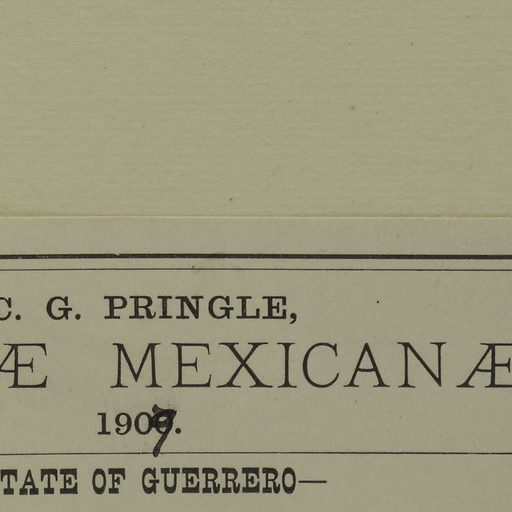 C. G. PRINGLE,
Æ MEXICANÆ
1907.
TATE OF GUERRERO—